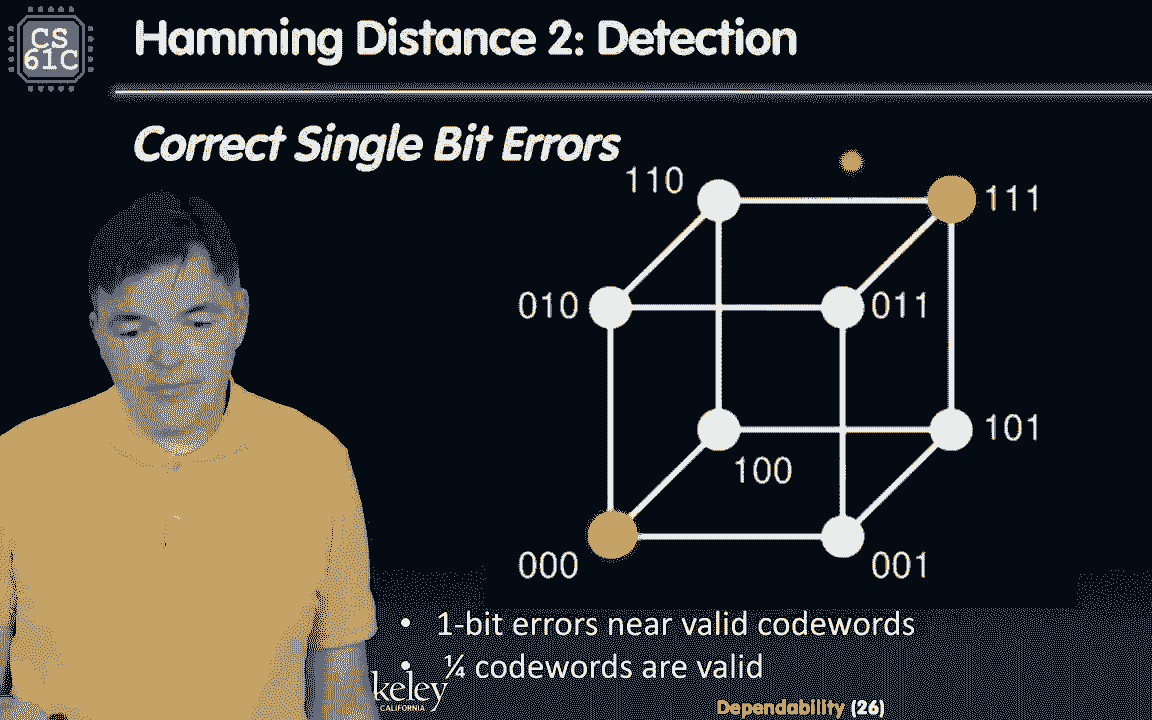 CS
61C
Hamming Distance 2: Detection
Correct Single Bit Errors
110
111
010
011
101
100
000
001
• 1-bit errors near valid codewords
• ¼ codewords are valid
keley
CALIFORNIA
Dependability (26)